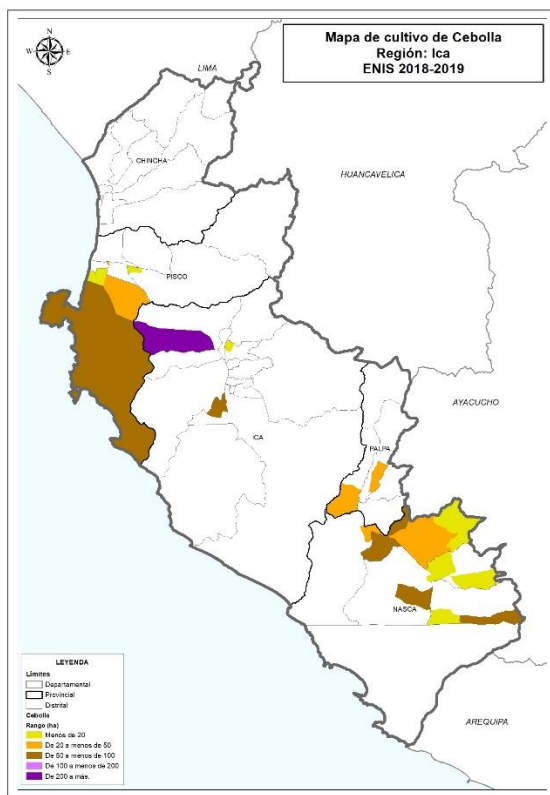 Mapa de cultivo de Cebolla
Región: Ica
ENIS 2018-2019
N
W
E
S
LIMA
CHINCHA
HUANCAVELICA
PISCO
AYACUCHO
PALPA
ICA
NASCA
AREQUIPA
LEYENDA
Límites
Departamental
Provincial
Distrital
Cebolla
Rango (ha)
Menos de 20
De 20 a menos de 50
De 50 a menos de 100
De 100 a menos de 200
De 200 a más.